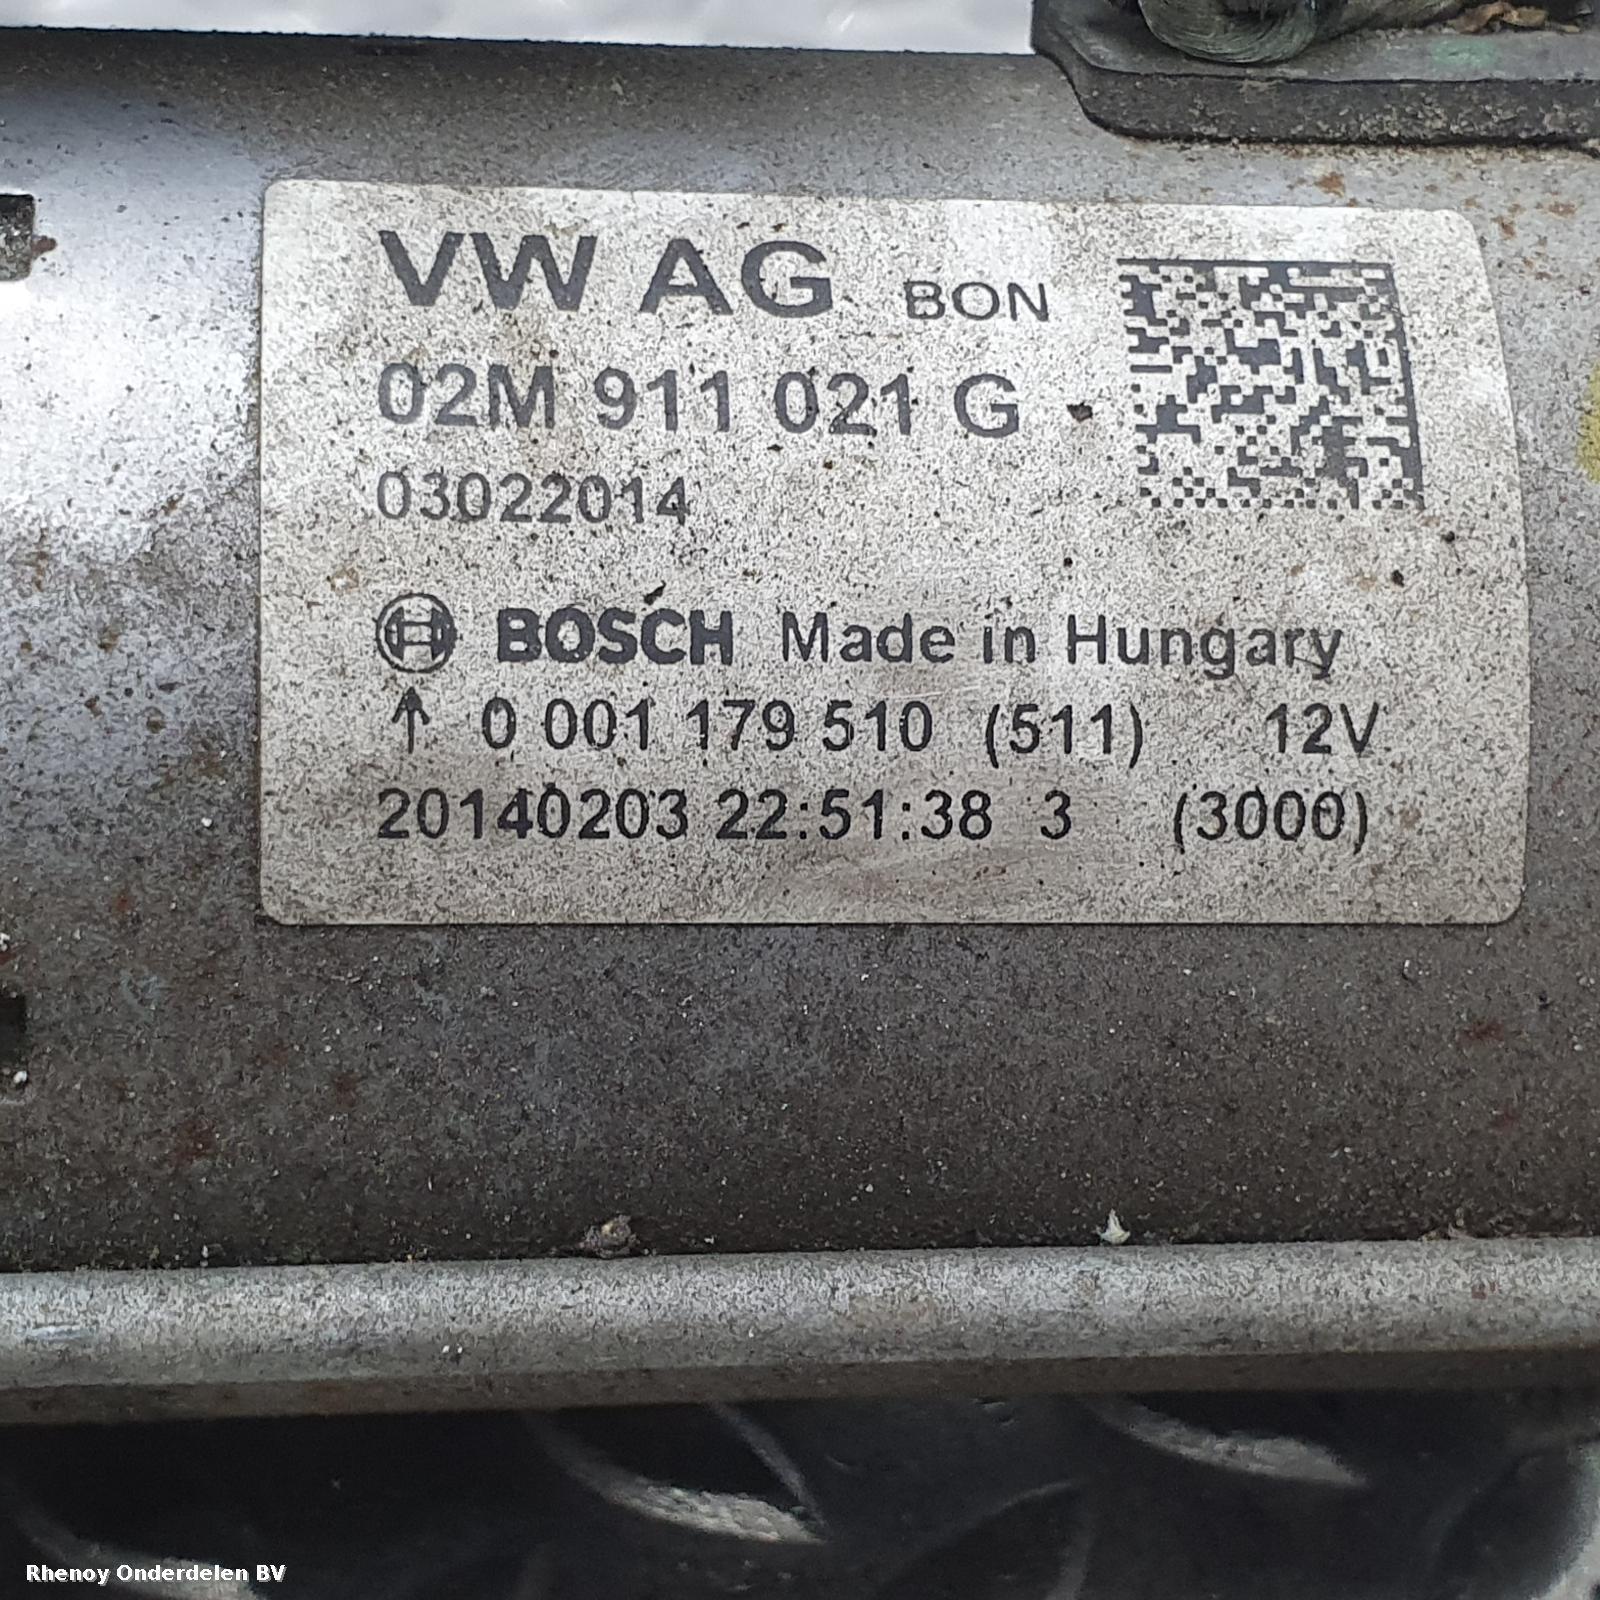 VW AG BON
02M 911 021 G
03022014
BOSCH Made in Hungary
↑ 0 001 179 510 (511) 12V
20140203 22:51:38 3 (3000)
Rhenoy Onderdelen BV